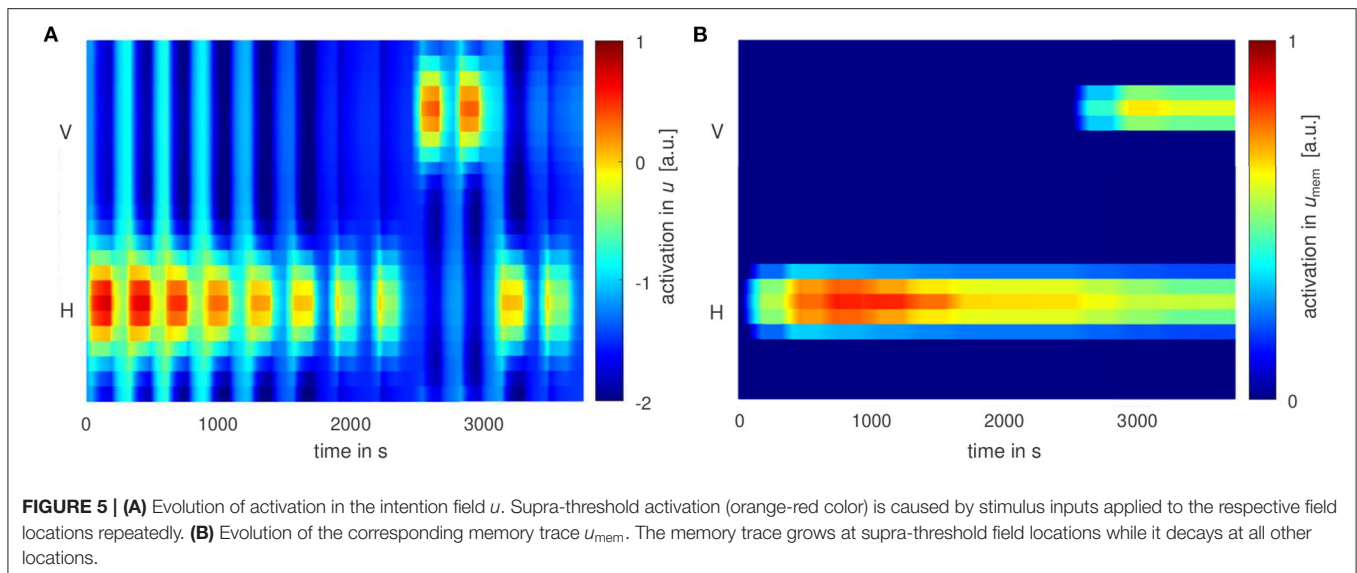 A
B
1
0
-1
-2
activation in u [a.u.]
V
H
0
1000
2000
3000
time in s
1
0
activation in umem [a.u.]
V
H
0
1000
2000
3000
time in s
FIGURE 5 | (A) Evolution of activation in the intention field u. Supra-threshold activation (orange-red color) is caused by stimulus inputs applied to the respective field
locations repeatedly. (B) Evolution of the corresponding memory trace umem. The memory trace grows at supra-threshold field locations while it decays at all other
locations.